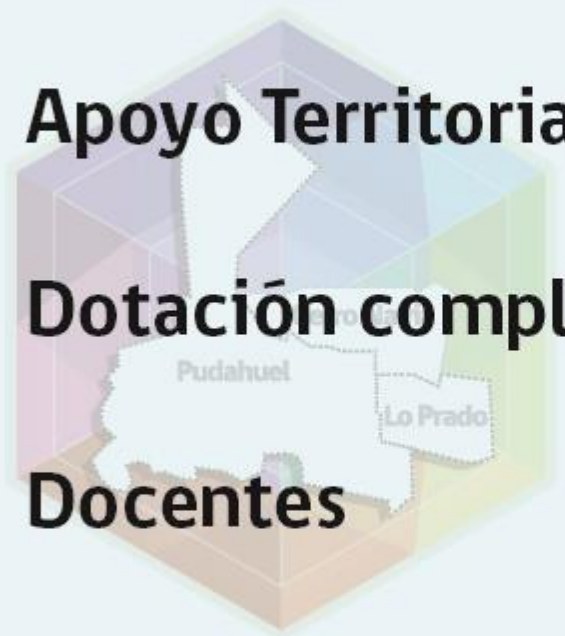 Apoyo Territoria
Dotación compl
Pudahuel
Lo Prado
Docentes